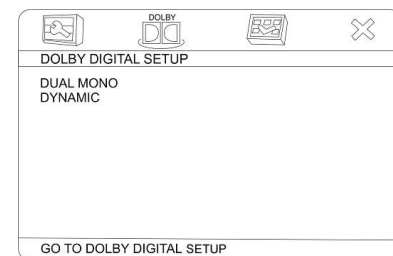 DOLBY
DOLBY DIGITAL SETUP
DUAL MONO
DYNAMIC
GO TO DOLBY DIGITAL SETUP